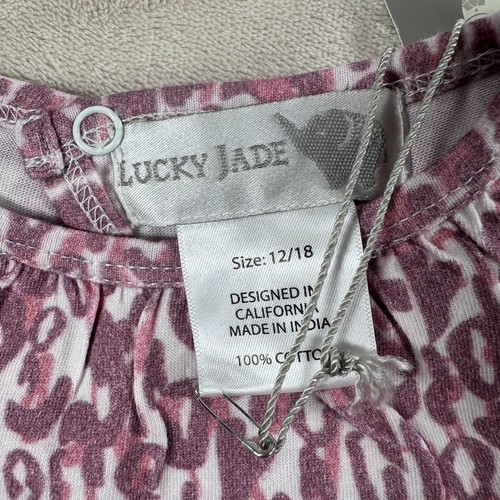 LUCKY JADE
Size: 12/18
DESIGNED IN
CALIFORNIA
MADE IN INDIA
100% COTTON